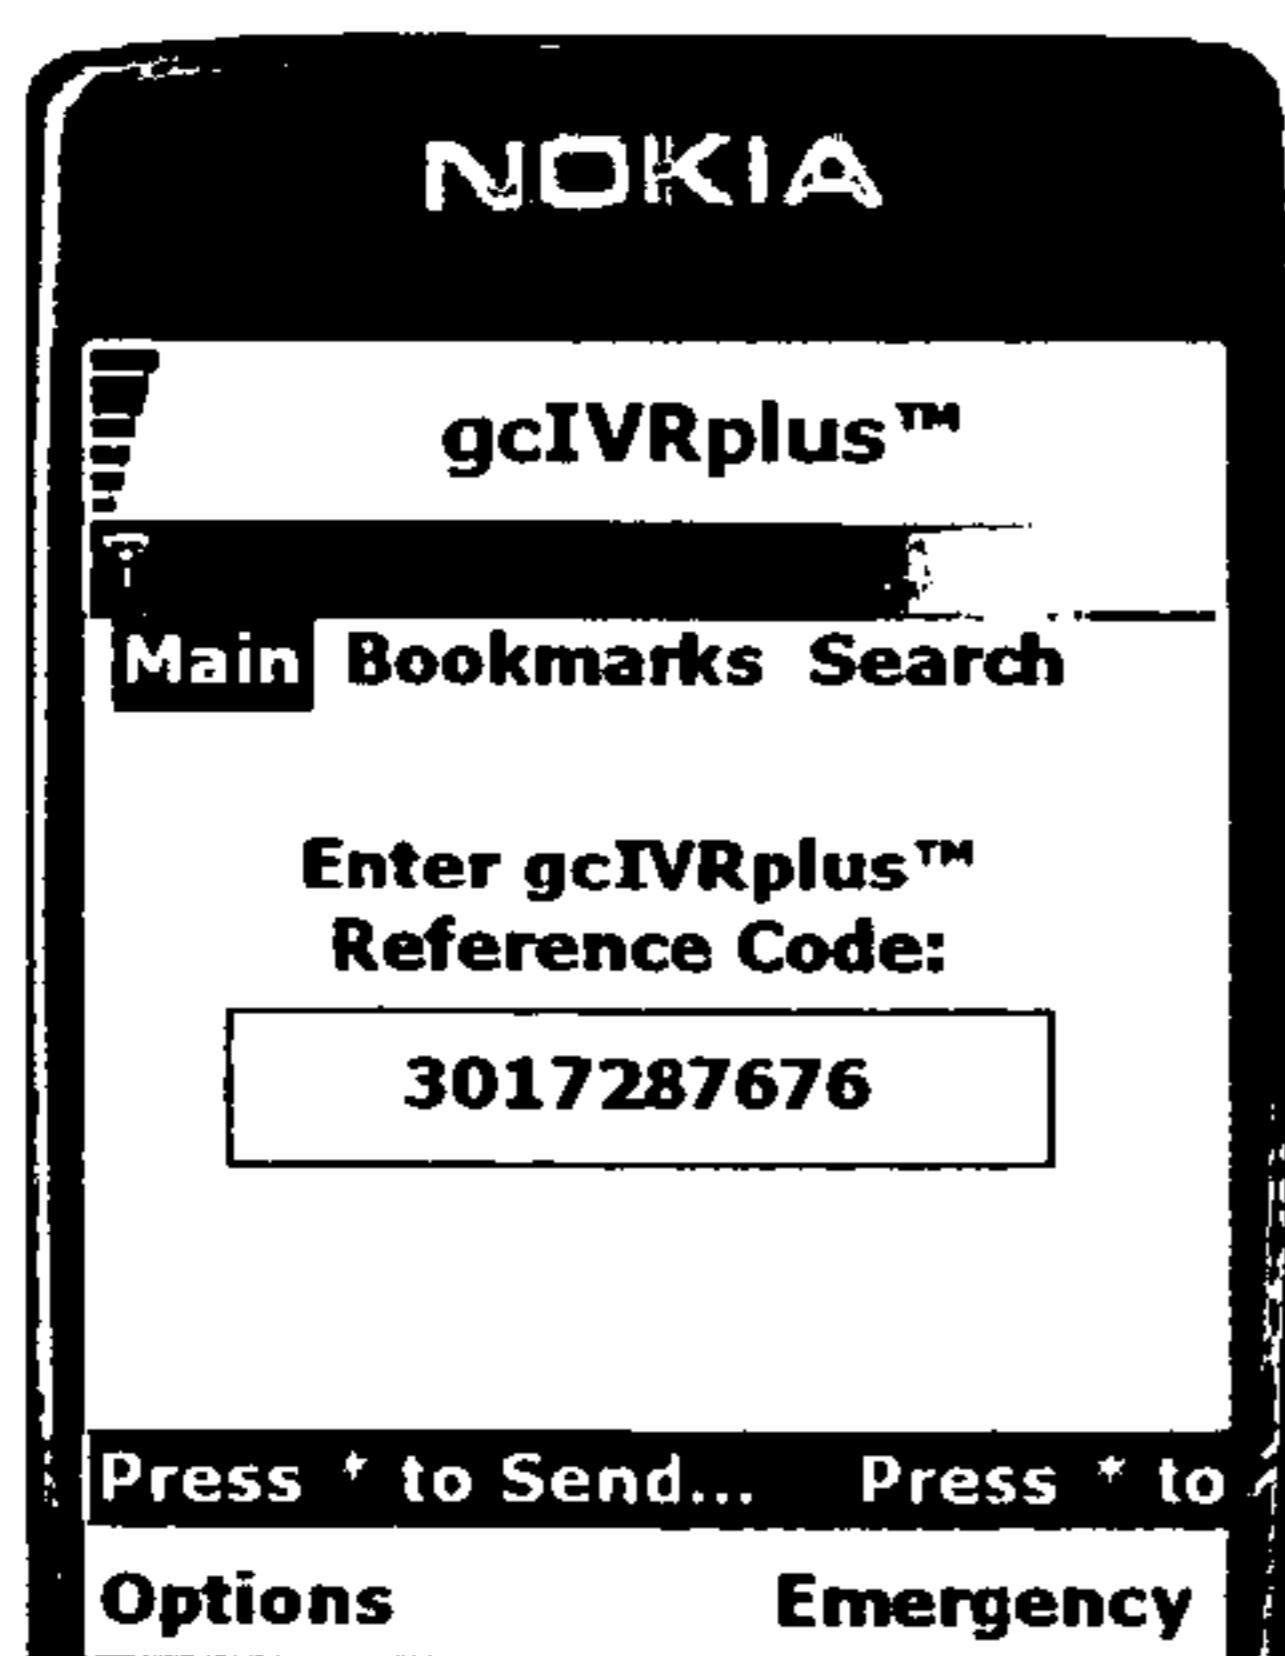 NOKIA
gcIVRplus™
Main Bookmarks Search
Enter gcIVRplus™
Reference Code:
3017287676
Press * to Send... Press * to
Options Emergency